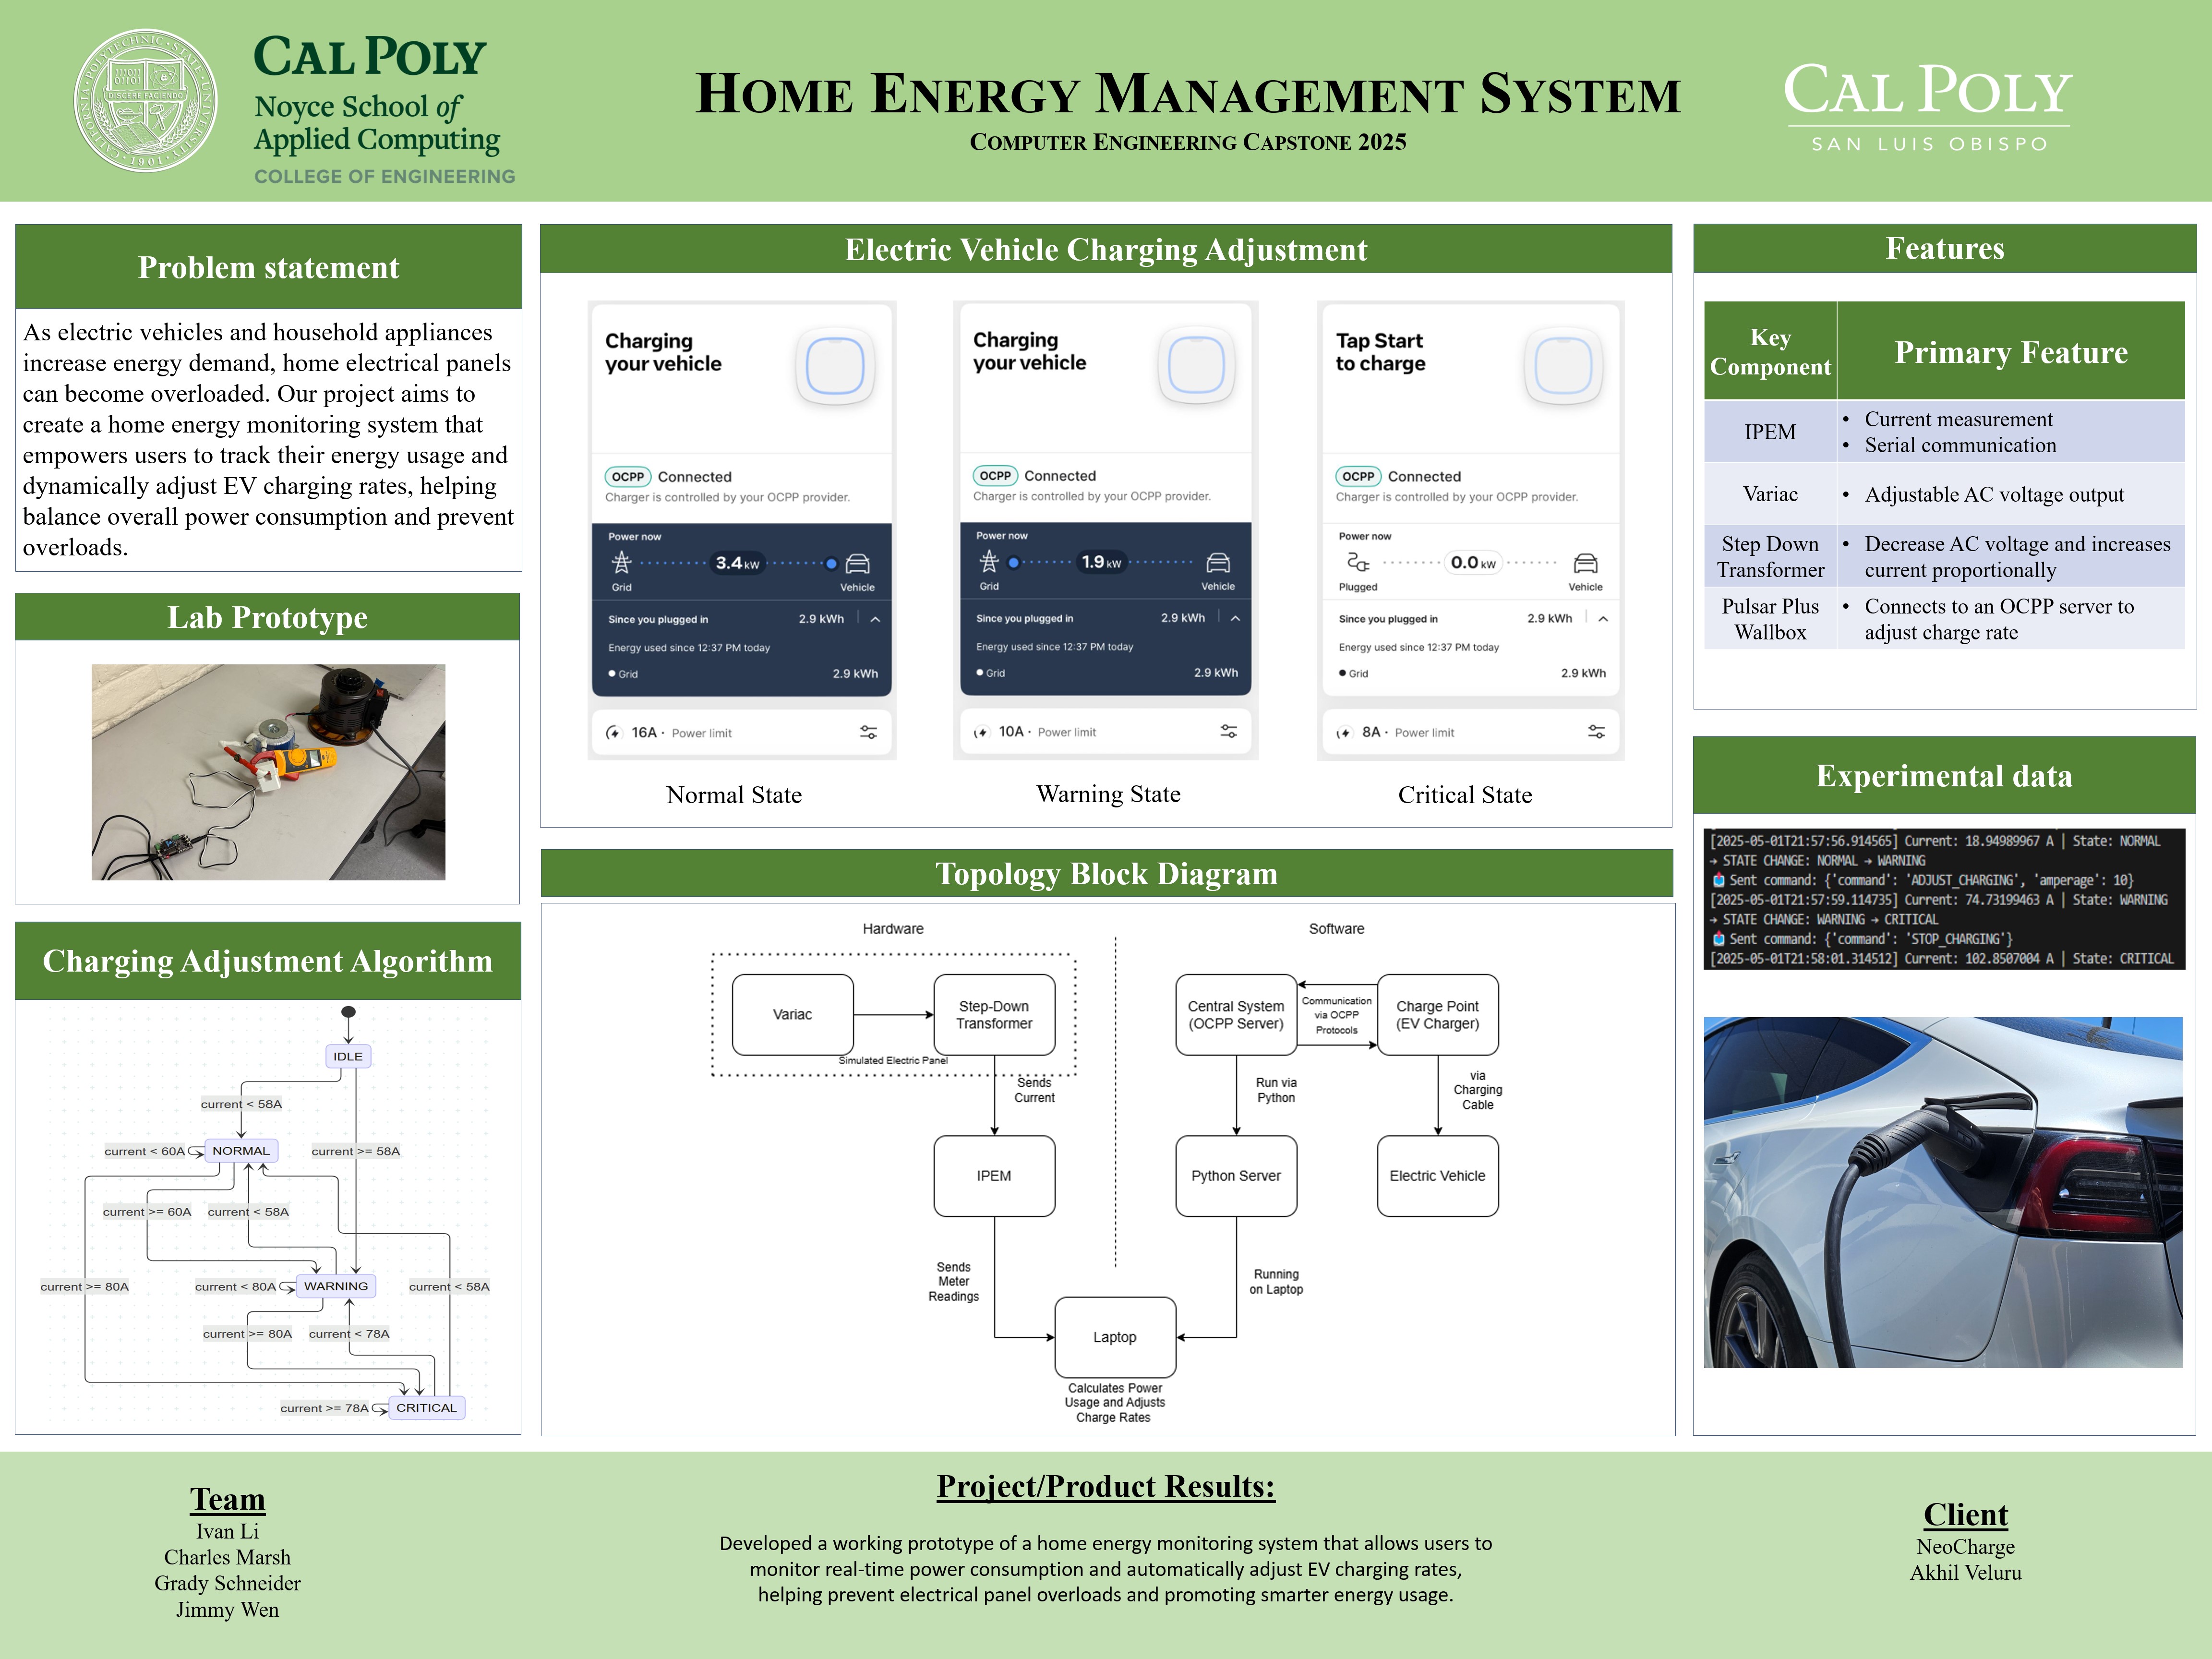 CALIFORNIA POLYTECHNIC STATE UNIVERSITY
DISCERE FACIENDO
1901
CAL POLY
Noyce School of
Applied Computing
COLLEGE OF ENGINEERING
HOME ENERGY MANAGEMENT SYSTEM
COMPUTER ENGINEERING CAPSTONE 2025
CAL POLY
SAN LUIS OBISPO
Problem statement
As electric vehicles and household appliances
increase energy demand, home electrical panels
can become overloaded. Our project aims to
create a home energy monitoring system that
empowers users to track their energy usage and
dynamically adjust EV charging rates, helping
balance overall power consumption and prevent
overloads.
Lab Prototype
Charging Adjustment Algorithm
IDLE
current < 58A
current < 60A
NORMAL
current >= 58A
current >= 60A
current < 58A
current >= 80A
current < 80A
WARNING
current < 58A
current >= 80A
current < 78A
current >= 78A
CRITICAL
Electric Vehicle Charging Adjustment
Charging
your vehicle
OCPP Connected
Charger is controlled by your OCPP provider.
Power now
3.4 kW
Grid
Vehicle
Since you plugged in 2.9 kWh
Energy used since 12:37 PM today
Grid 2.9 kWh
16A · Power limit
Normal State
Charging
your vehicle
OCPP Connected
Charger is controlled by your OCPP provider.
Power now
1.9 kW
Grid
Vehicle
Since you plugged in 2.9 kWh
Energy used since 12:37 PM today
Grid 2.9 kWh
10A · Power limit
Warning State
Tap Start
to charge
OCPP Connected
Charger is controlled by your OCPP provider.
Power now
0.0 kW
Plugged
Vehicle
Since you plugged in 2.9 kWh
Energy used since 12:37 PM today
Grid 2.9 kWh
8A · Power limit
Critical State
Topology Block Diagram
Hardware
Variac
Step-Down
Transformer
Simulated Electric Panel
Sends
Current
IPEM
Sends
Meter
Readings
Software
Central System
(OCPP Server)
Communication
via OCPP
Protocols
Charge Point
(EV Charger)
Run via
Python
via
Charging
Cable
Python Server
Electric Vehicle
Running
on Laptop
Laptop
Calculates Power
Usage and Adjusts
Charge Rates
Features
Key
Component
Primary Feature
IPEM
• Current measurement
• Serial communication
Variac
• Adjustable AC voltage output
Step Down
Transformer
• Decrease AC voltage and increases
current proportionally
Pulsar Plus
Wallbox
• Connects to an OCPP server to
adjust charge rate
Experimental data
[2025-05-01T21:57:56.914565] Current: 18.94989967 A | State: NORMAL
→ STATE CHANGE: NORMAL → WARNING
Sent command: {'command': 'ADJUST_CHARGING', 'amperage': 10}
[2025-05-01T21:57:59.114735] Current: 74.73199463 A | State: WARNING
→ STATE CHANGE: WARNING → CRITICAL
Sent command: {'command': 'STOP_CHARGING'}
[2025-05-01T21:58:01.314512] Current: 102.8507004 A | State: CRITICAL
Team
Ivan Li
Charles Marsh
Grady Schneider
Jimmy Wen
Project/Product Results:
Developed a working prototype of a home energy monitoring system that allows users to
monitor real-time power consumption and automatically adjust EV charging rates,
helping prevent electrical panel overloads and promoting smarter energy usage.
Client
NeoCharge
Akhil Veluru